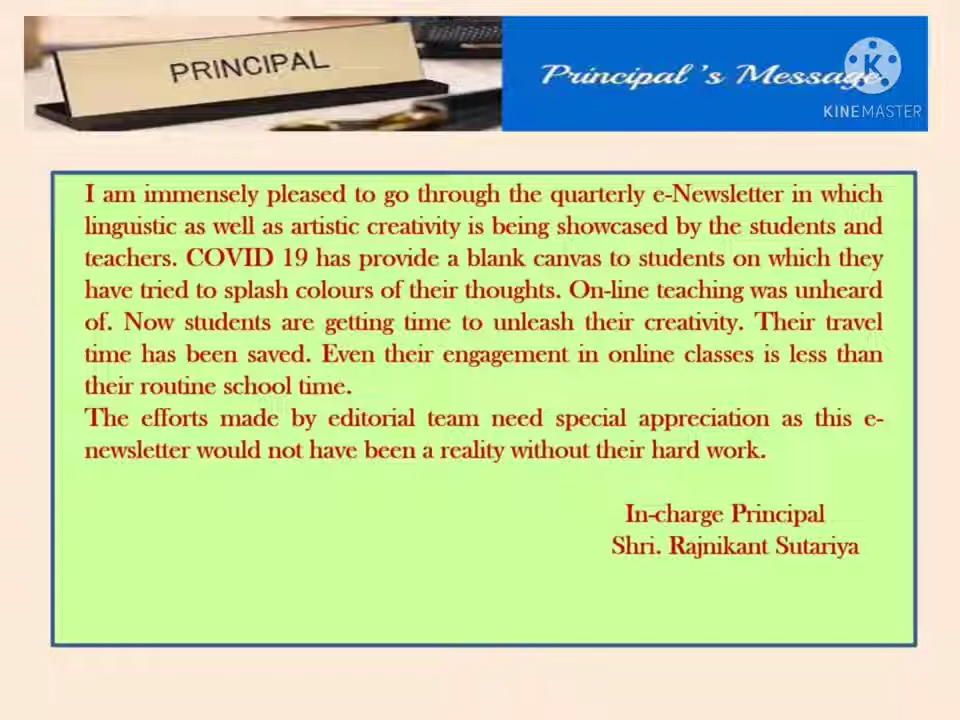 PRINCIPAL
Principal's Message
KINEMASTER
I am immensely pleased to go through the quarterly e-Newsletter in which
linguistic as well as artistic creativity is being showcased by the students and
teachers. COVID 19 has provide a blank canvas to students on which they
have tried to splash colours of their thoughts. On-line teaching was unheard
of. Now students are getting time to unleash their creativity. Their travel
time has been saved. Even their engagement in online classes is less than
their routine school time.
The efforts made by editorial team need special appreciation as this e-
newsletter would not have been a reality without their hard work.
In-charge Principal
Shri. Rajnikant Sutariya